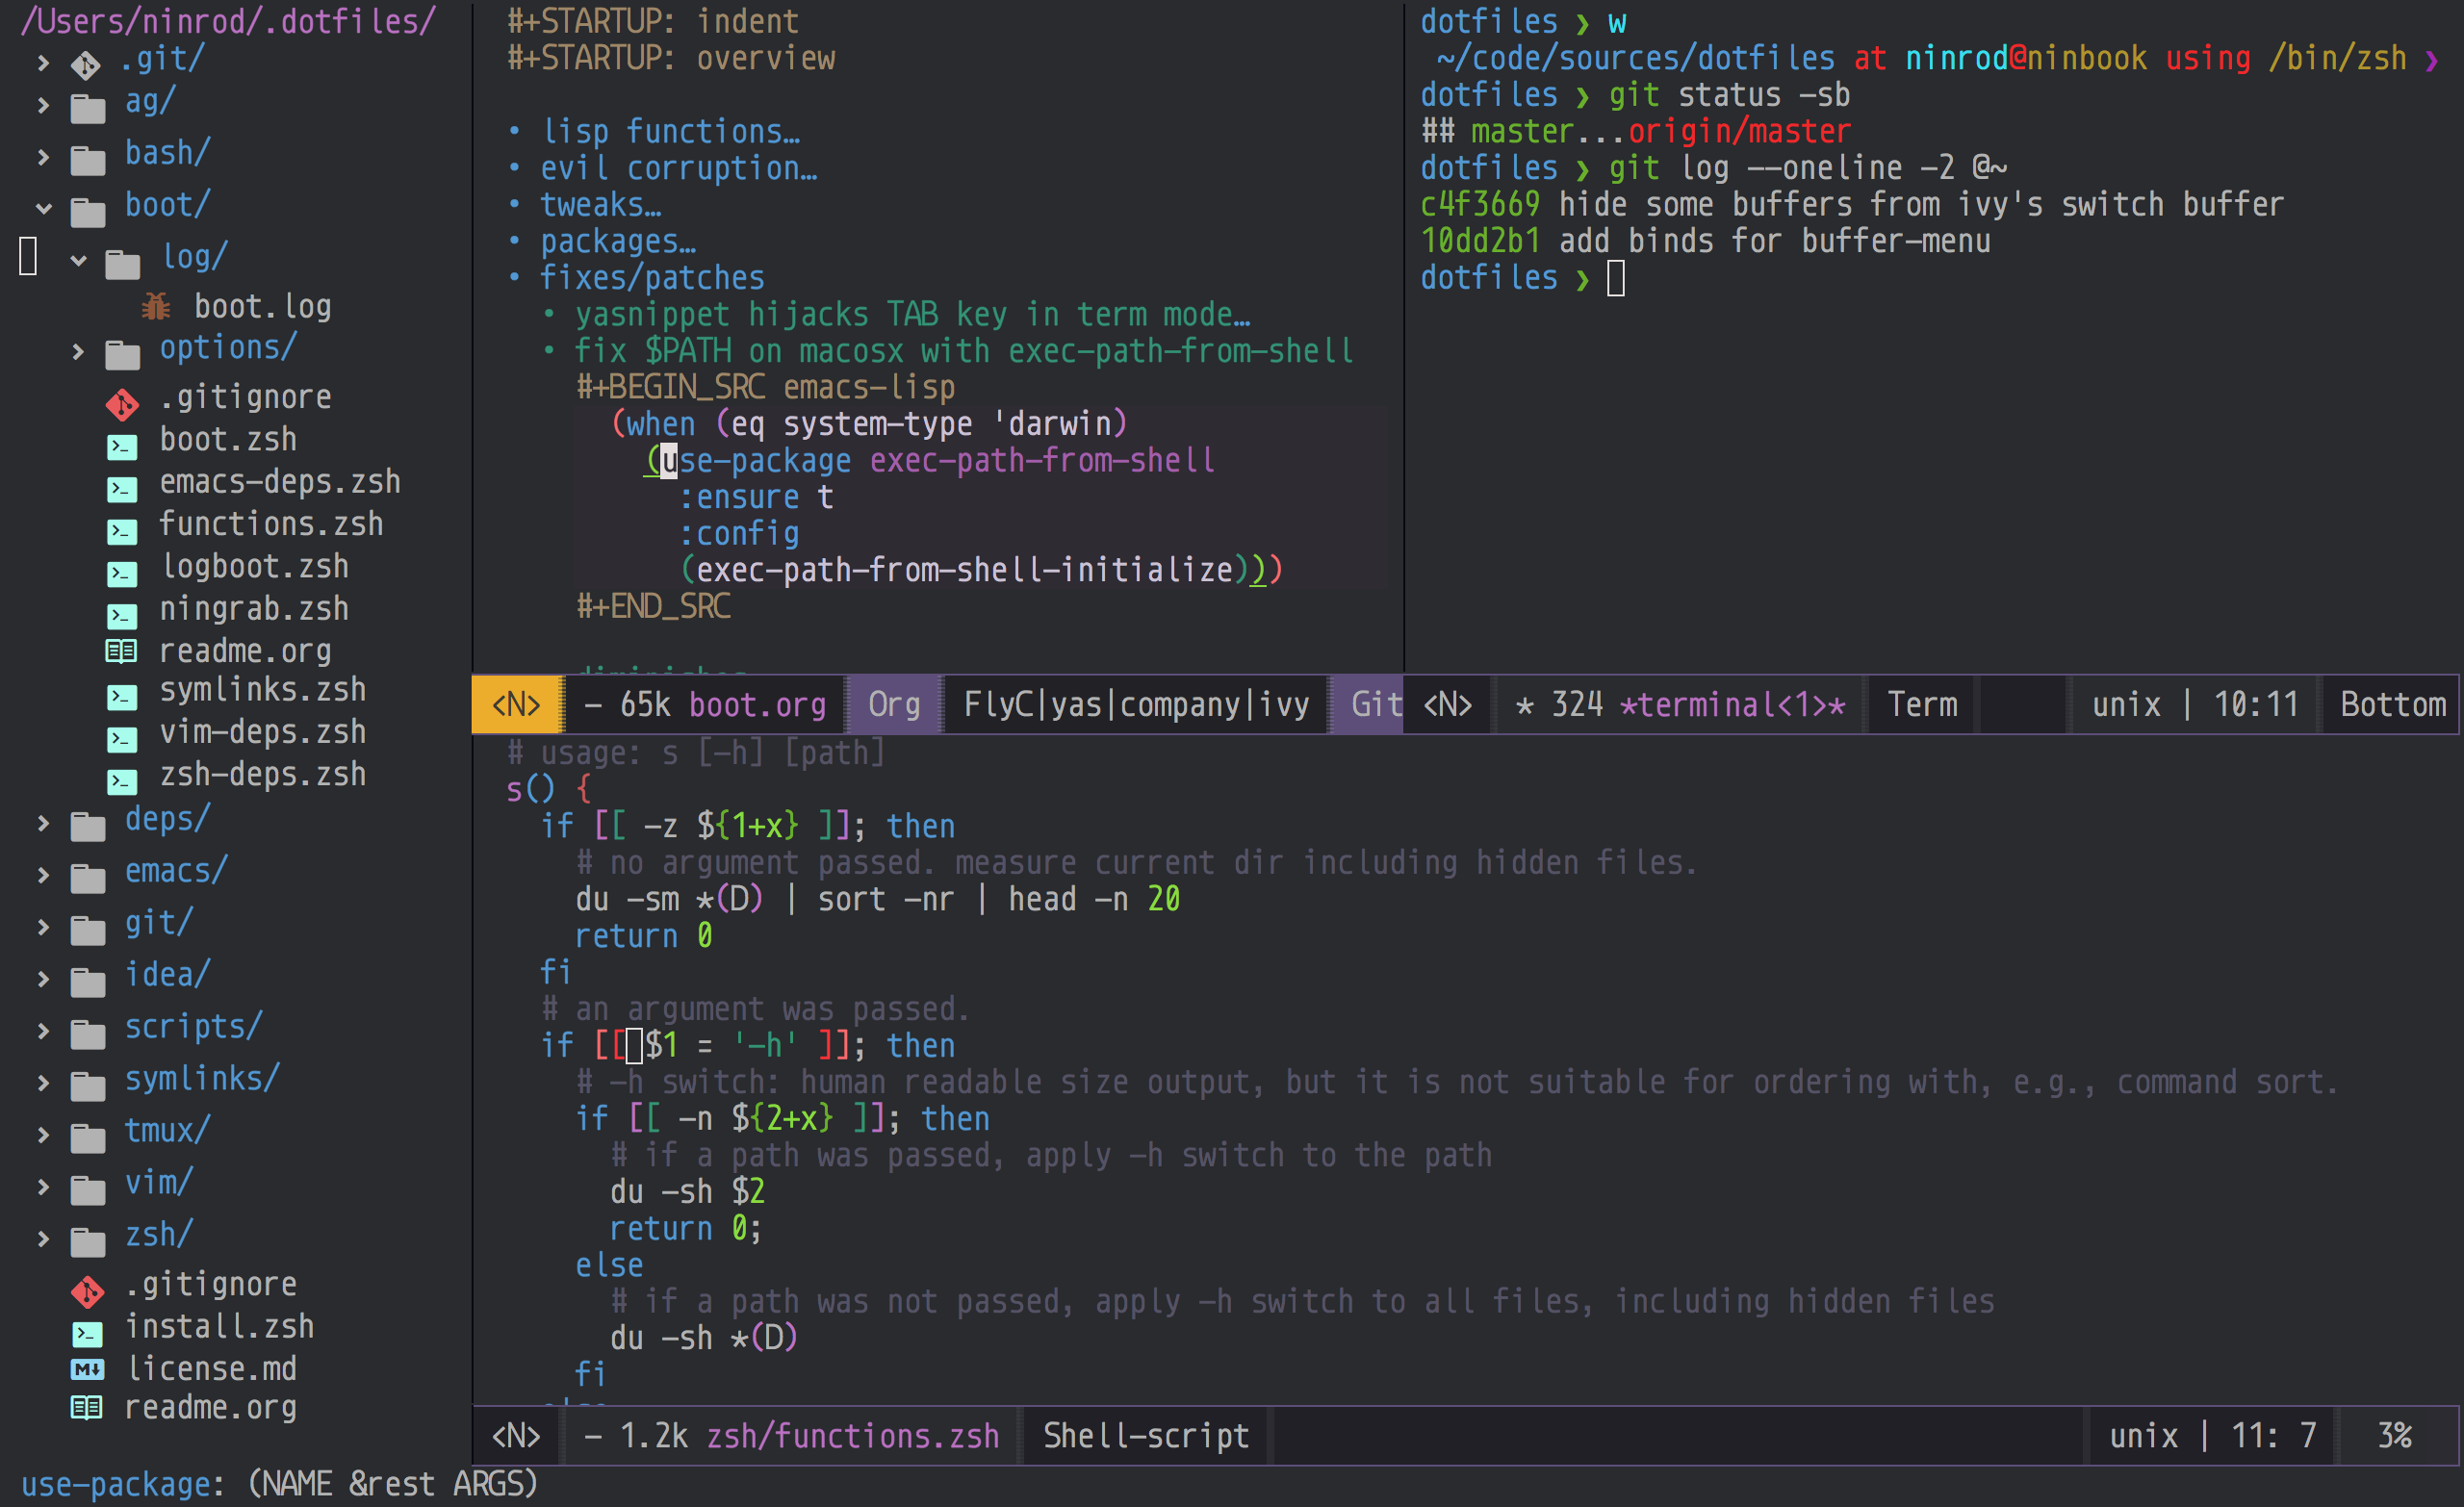 /Users/ninrod/.dotfiles/
.git/
ag/
bash/
boot/
log/
boot.log
options/
.gitignore
boot.zsh
emacs-deps.zsh
functions.zsh
logboot.zsh
ningrab.zsh
readme.org
symlinks.zsh
vim-deps.zsh
zsh-deps.zsh
deps/
emacs/
git/
idea/
scripts/
symlinks/
tmux/
vim/
zsh/
.gitignore
install.zsh
license.md
readme.org
#+STARTUP: indent
#+STARTUP: overview
• lisp functions…
• evil corruption…
• tweaks…
• packages…
• fixes/patches
• yasnippet hijacks TAB key in term mode…
• fix $PATH on macosx with exec-path-from-shell
#+BEGIN_SRC emacs-lisp
(when (eq system-type 'darwin)
(use-package exec-path-from-shell
:ensure t
:config
(exec-path-from-shell-initialize)))
#+END_SRC
<N> - 65k boot.org Org FlyC|yas|company|ivy Git
dotfiles ❯ w
~/code/sources/dotfiles at ninrod@ninbook using /bin/zsh ❯
dotfiles ❯ git status -sb
## master...origin/master
dotfiles ❯ git log --oneline -2 @~
c4f3669 hide some buffers from ivy's switch buffer
10dd2b1 add binds for buffer-menu
dotfiles ❯
<N> * 324 *terminal<1>* Term unix | 10:11 Bottom
# usage: s [-h] [path]
s() {
if [[ -z ${1+x} ]]; then
# no argument passed. measure current dir including hidden files.
du -sm *(D) | sort -nr | head -n 20
return 0
fi
# an argument was passed.
if [[ $1 = '-h' ]]; then
# -h switch: human readable size output, but it is not suitable for ordering with, e.g., command sort.
if [[ -n ${2+x} ]]; then
# if a path was passed, apply -h switch to the path
du -sh $2
return 0;
else
# if a path was not passed, apply -h switch to all files, including hidden files
du -sh *(D)
fi
<N> - 1.2k zsh/functions.zsh Shell-script unix | 11: 7 3%
use-package: (NAME &rest ARGS)